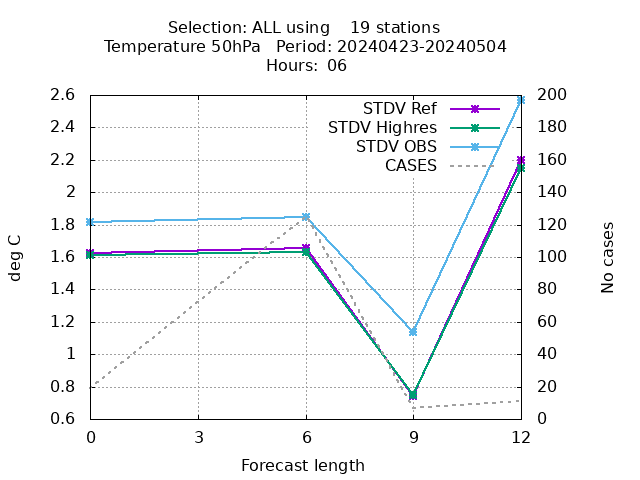 Selection: ALL using    19 stations
Temperature 50hPa   Period: 20240423-20240504
Hours:  06
STDV Ref
STDV Highres
STDV OBS
CASES
deg C
2.6
2.4
2.2
2
1.8
1.6
1.4
1.2
1
0.8
0.6
200
180
160
140
120
100
80
60
40
20
0
No cases
0 3 6 9 12
Forecast length